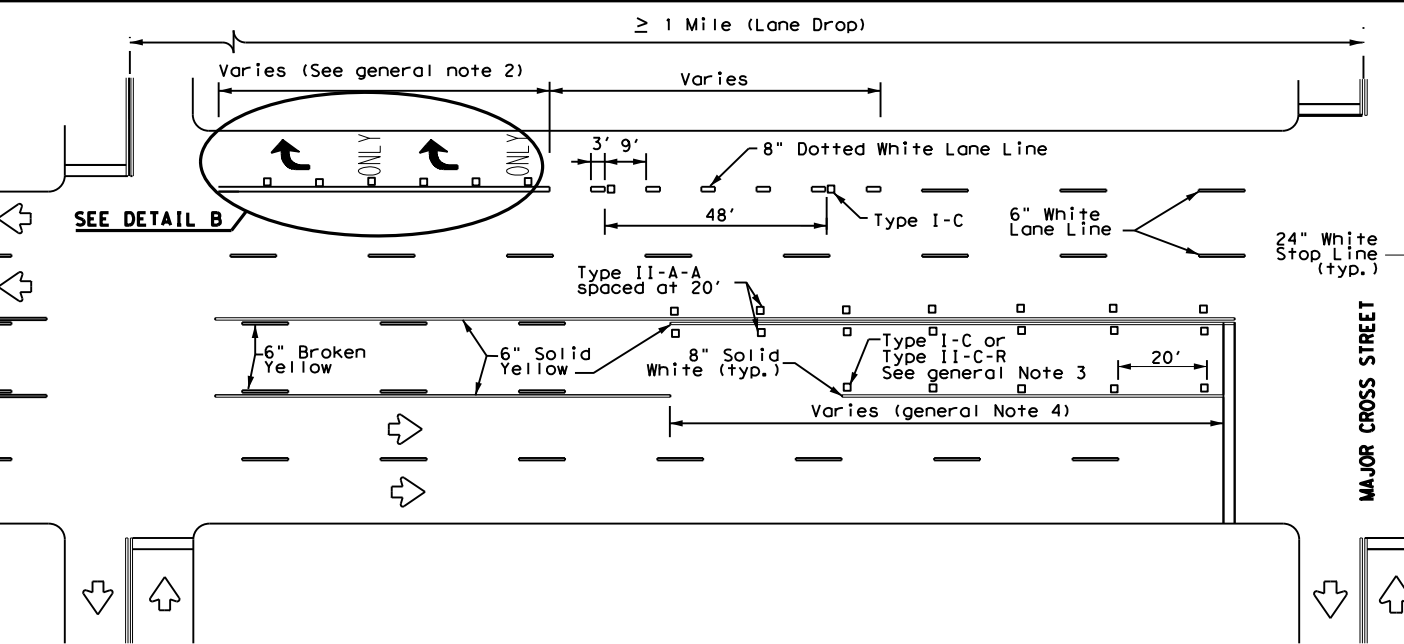 ≥ 1 Mile (Lane Drop)
Varies (See general note 2)
Varies
ONLY
ONLY
3' 9'
8" Dotted White Lane Line
SEE DETAIL B
48'
Type I-C
6" White
Lane Line
24" White
Stop Line
(typ.)
Type II-A-A
spaced at 20'
6" Broken
Yellow
6" Solid
Yellow
8" Solid
White (typ.)
Type I-C or
Type II-C-R
See general Note 3
20'
Varies (general Note 4)
MAJOR CROSS STREET